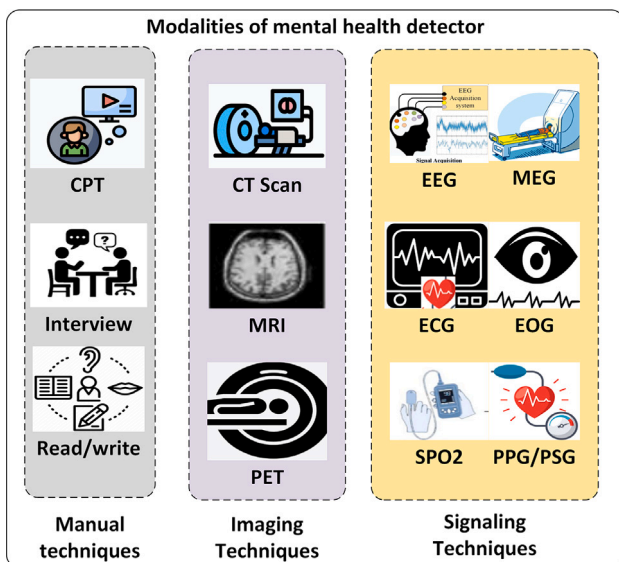 Modalities of mental health detector
CPT
Interview
Read/write
Manual
techniques
CT Scan
MRI
PET
Imaging
Techniques
EEG
Acquisition
system
Signal Acquisition
EEG
MEG
ECG
EOG
SPO2
PPG/PSG
Signaling
Techniques